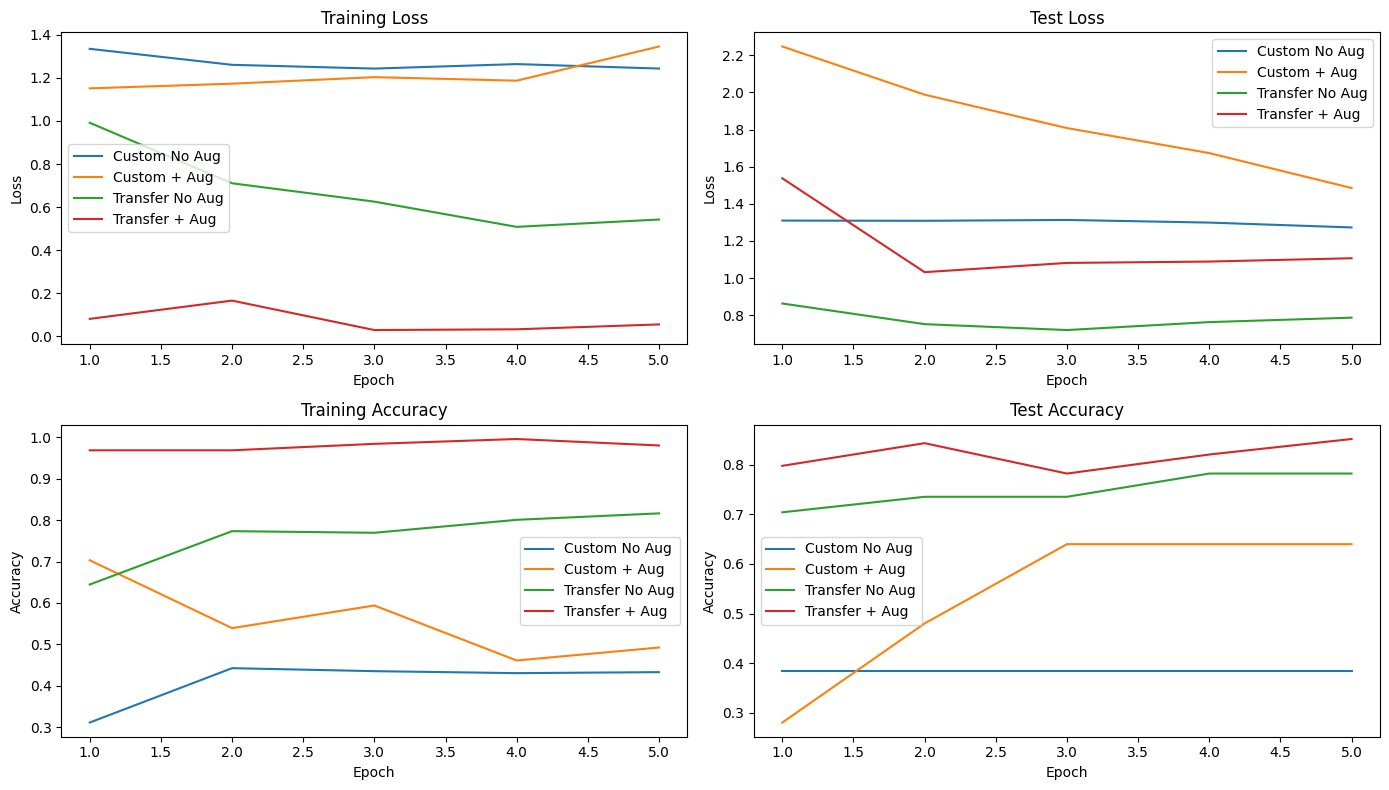 Training Loss
1.4
1.2
1.0
0.8
0.6
0.4
0.2
0.0
Loss
Custom No Aug
Custom + Aug
Transfer No Aug
Transfer + Aug
1.0 1.5 2.0 2.5 3.0 3.5 4.0 4.5 5.0
Epoch
Test Loss
2.2
2.0
1.8
1.6
1.4
1.2
1.0
0.8
Loss
Custom No Aug
Custom + Aug
Transfer No Aug
Transfer + Aug
1.0 1.5 2.0 2.5 3.0 3.5 4.0 4.5 5.0
Epoch
Training Accuracy
1.0
0.9
0.8
0.7
0.6
0.5
0.4
0.3
Accuracy
Custom No Aug
Custom + Aug
Transfer No Aug
Transfer + Aug
1.0 1.5 2.0 2.5 3.0 3.5 4.0 4.5 5.0
Epoch
Test Accuracy
0.8
0.7
0.6
0.5
0.4
0.3
Accuracy
Custom No Aug
Custom + Aug
Transfer No Aug
Transfer + Aug
1.0 1.5 2.0 2.5 3.0 3.5 4.0 4.5 5.0
Epoch